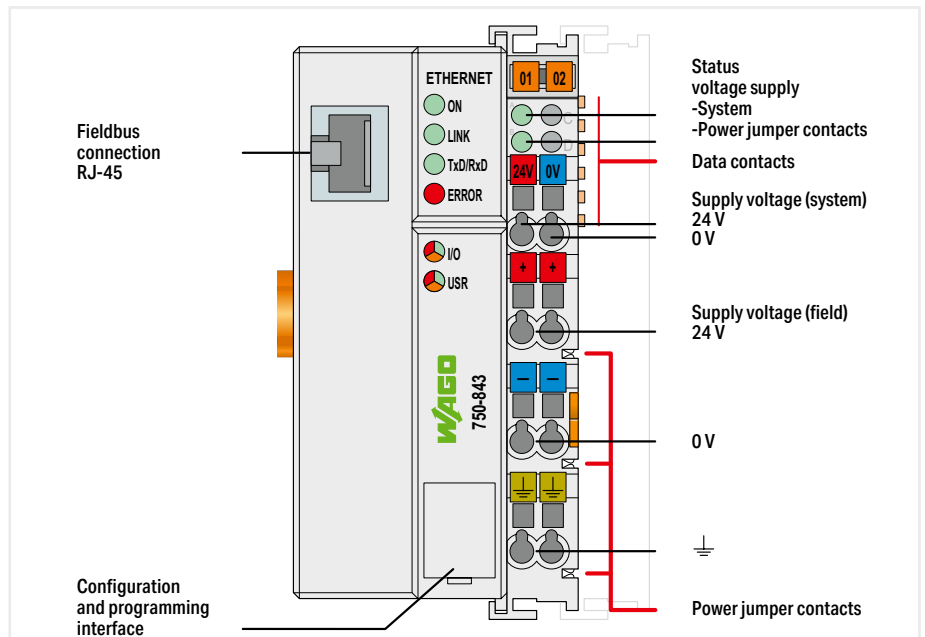 Fieldbus
connection
RJ-45
Configuration
and programming
interface
ETHERNET
ON
LINK
TxD/RxD
ERROR
I/O
USR
WAGO
750-843
01 02
A C
B D
24V 0V
+ +
— —
Status
voltage supply
-System
-Power jumper contacts
Data contacts
Supply voltage (system)
24 V
0 V
Supply voltage (field)
24 V
0 V
Power jumper contacts